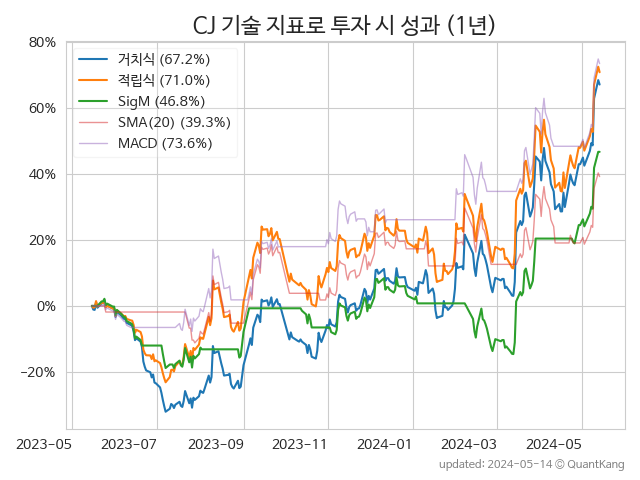 CJ 기술 지표로 투자 시 성과 (1년)
80%
60%
40%
20%
0%
−20%
거치식 (67.2%)
적립식 (71.0%)
SigM (46.8%)
SMA(20) (39.3%)
MACD (73.6%)
2023-05 2023-07 2023-09 2023-11 2024-01 2024-03 2024-05
updated: 2024-05-14 © QuantKang